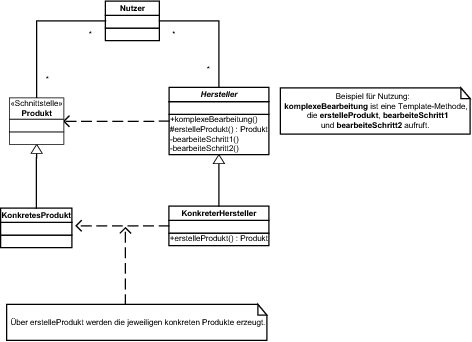 Nutzer
*
*
*
*
«Schnittstelle»
Produkt
Hersteller
+komplexeBearbeitung()
#erstelleProdukt() : Produkt
-bearbeiteSchritt1()
-bearbeiteSchritt2()
Beispiel für Nutzung:
komplexeBearbeitung ist eine Template-Methode,
die erstelleProdukt, bearbeiteSchritt1
und bearbeiteSchritt2 aufruft.
KonkretesProdukt
KonkreterHersteller
+erstelleProdukt() : Produkt
Über erstelleProdukt werden die jeweiligen konkreten Produkte erzeugt.